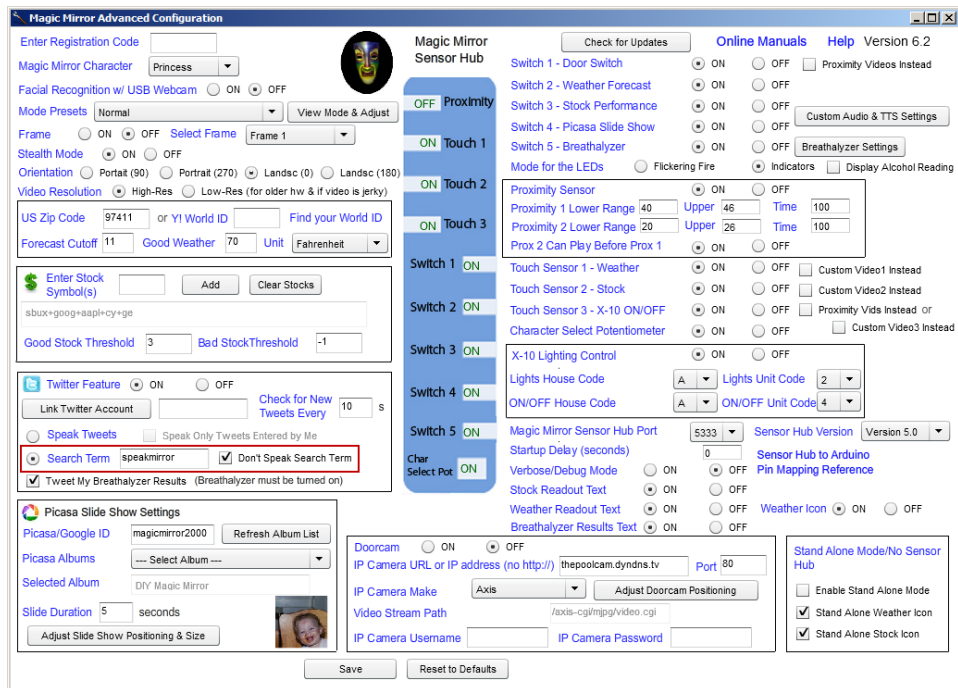 Magic Mirror Advanced Configuration
Enter Registration Code
Magic Mirror Character Princess
Facial Recognition w/ USB Webcam ON OFF
Mode Presets Normal View Mode & Adjust
Frame ON OFF Select Frame Frame 1
Stealth Mode ON OFF
Orientation Portait (90) Portrait (270) Landsc (0) Landsc (180)
Video Resolution High-Res Low-Res (for older hw & if video is jerky)
US Zip Code 97411 or Y! World ID Find your World ID
Forecast Cutoff 11 Good Weather 70 Unit Fahrenheit
Enter Stock
Symbol(s) Add Clear Stocks
sbux+goog+aapl+cy+ge
Good Stock Threshold 3 Bad StockThreshold -1
Twitter Feature ON OFF
Link Twitter Account Check for New
Tweets Every 10 s
Speak Tweets Speak Only Tweets Entered by Me
Search Term speakmirror Don't Speak Search Term
Tweet My Breathalyzer Results (Breathalyzer must be turned on)
Picasa Slide Show Settings
Picasa/Google ID magicmirror2000 Refresh Album List
Picasa Albums --- Select Album ---
Selected Album DIY Magic Mirror
Slide Duration 5 seconds
Adjust Slide Show Positioning & Size
Magic Mirror
Sensor Hub
OFF Proximity
ON Touch 1
ON Touch 2
ON Touch 3
Switch 1 ON
Switch 2 ON
Switch 3 ON
Switch 4 ON
Switch 5 ON
Char
Select Pot ON
Check for Updates Online Manuals Help Version 6.2
Switch 1 - Door Switch ON OFF Proximity Videos Instead
Switch 2 - Weather Forecast ON OFF
Switch 3 - Stock Performance ON OFF
Custom Audio & TTS Settings
Switch 4 - Picasa Slide Show ON OFF
Switch 5 - Breathalyzer ON OFF Breathalyzer Settings
Mode for the LEDs Flickering Fire Indicators Display Alcohol Reading
Proximity Sensor ON OFF
Proximity 1 Lower Range 40 Upper 46 Time 100
Proximity 2 Lower Range 20 Upper 26 Time 100
Prox 2 Can Play Before Prox 1 ON OFF
Touch Sensor 1 - Weather ON OFF Custom Video1 Instead
Touch Sensor 2 - Stock ON OFF Custom Video2 Instead
Touch Sensor 3 - X-10 ON/OFF ON OFF Proximity Vids Instead or
Character Select Potentiometer ON OFF Custom Video3 Instead
X-10 Lighting Control ON OFF
Lights House Code A Lights Unit Code 2
ON/OFF House Code A ON/OFF Unit Code 4
Magic Mirror Sensor Hub Port 5333 Sensor Hub Version Version 5.0
Startup Delay (seconds) 0 Sensor Hub to Arduino
Verbose/Debug Mode ON OFF Pin Mapping Reference
Stock Readout Text ON OFF
Weather Readout Text ON OFF Weather Icon ON OFF
Breathalyzer Results Text ON OFF
Doorcam ON OFF
IP Camera URL or IP address (no http://) thepoolcam.dyndns.tv Port 80
IP Camera Make Axis Adjust Doorcam Positioning
Video Stream Path /axis-cgi/mjpg/video.cgi
IP Camera Username IP Camera Password
Stand Alone Mode/No Sensor
Hub
Enable Stand Alone Mode
Stand Alone Weather Icon
Stand Alone Stock Icon
Save Reset to Defaults